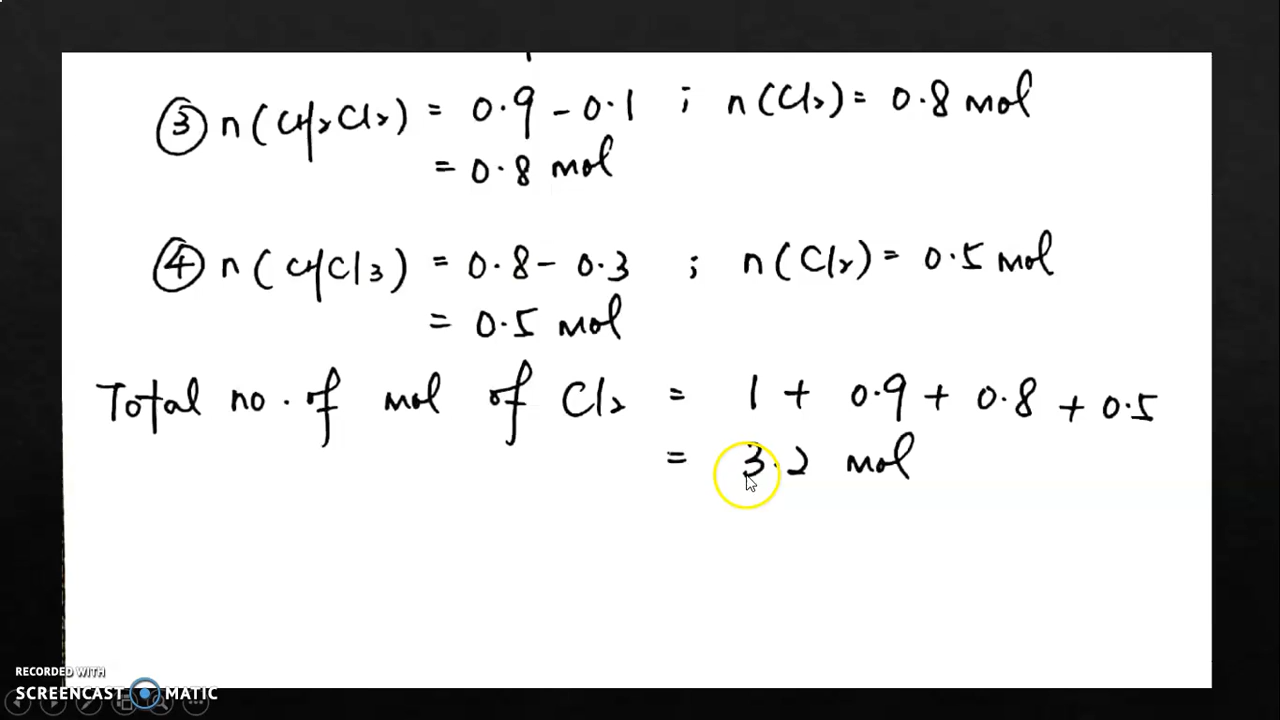 ③ n(CH₂Cl₂) = 0.9 - 0.1 ; n(Cl₂) = 0.8 mol
= 0.8 mol
④ n(CHCl₃) = 0.8 - 0.3 ; n(Cl₂) = 0.5 mol
= 0.5 mol
Total no. of mol of Cl₂ = 1 + 0.9 + 0.8 + 0.5
= 3.2 mol
RECORDED WITH
SCREENCAST MATIC